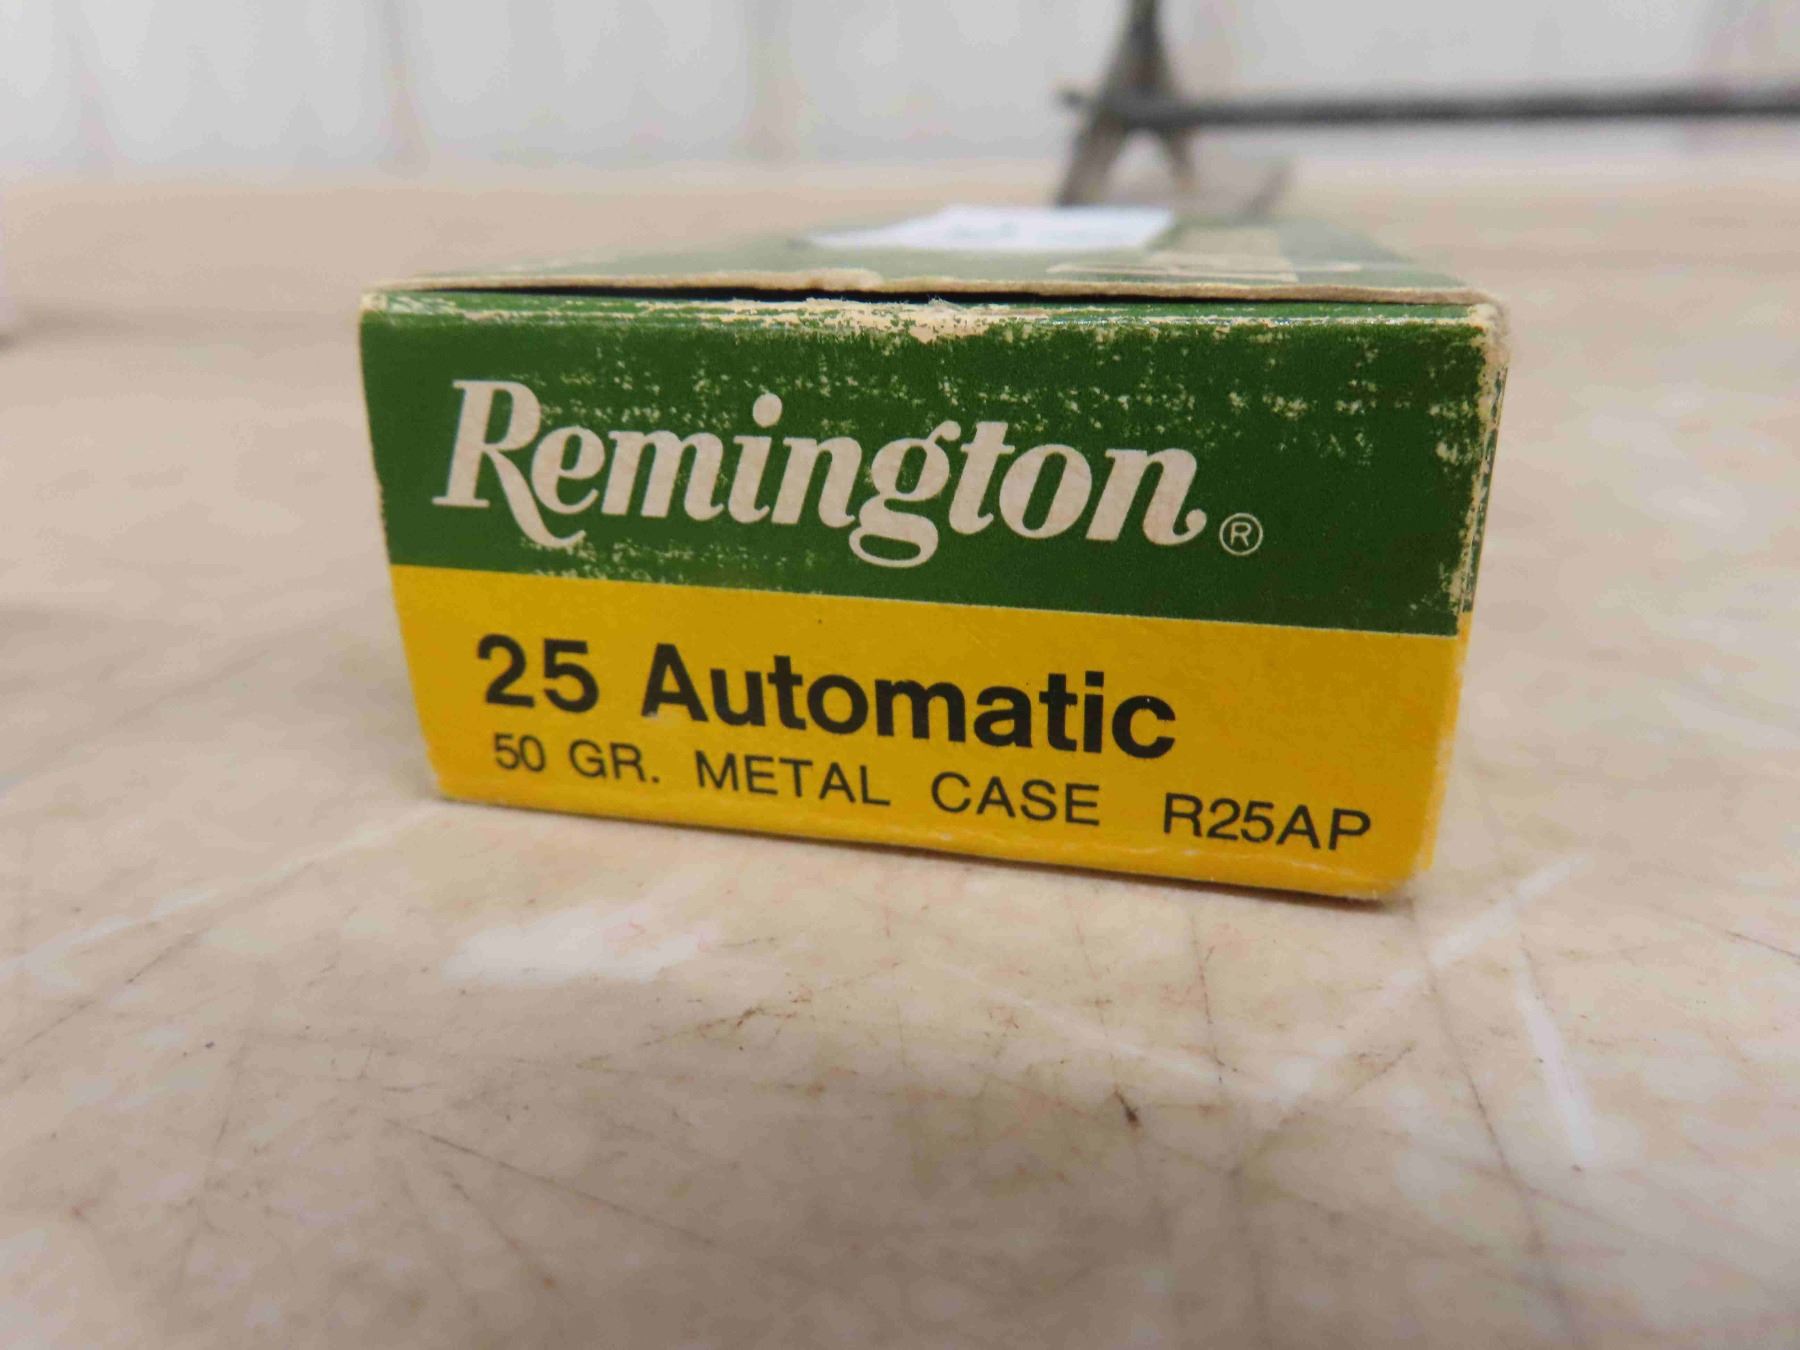 Remington®
25 Automatic
50 GR. METAL CASE R25AP